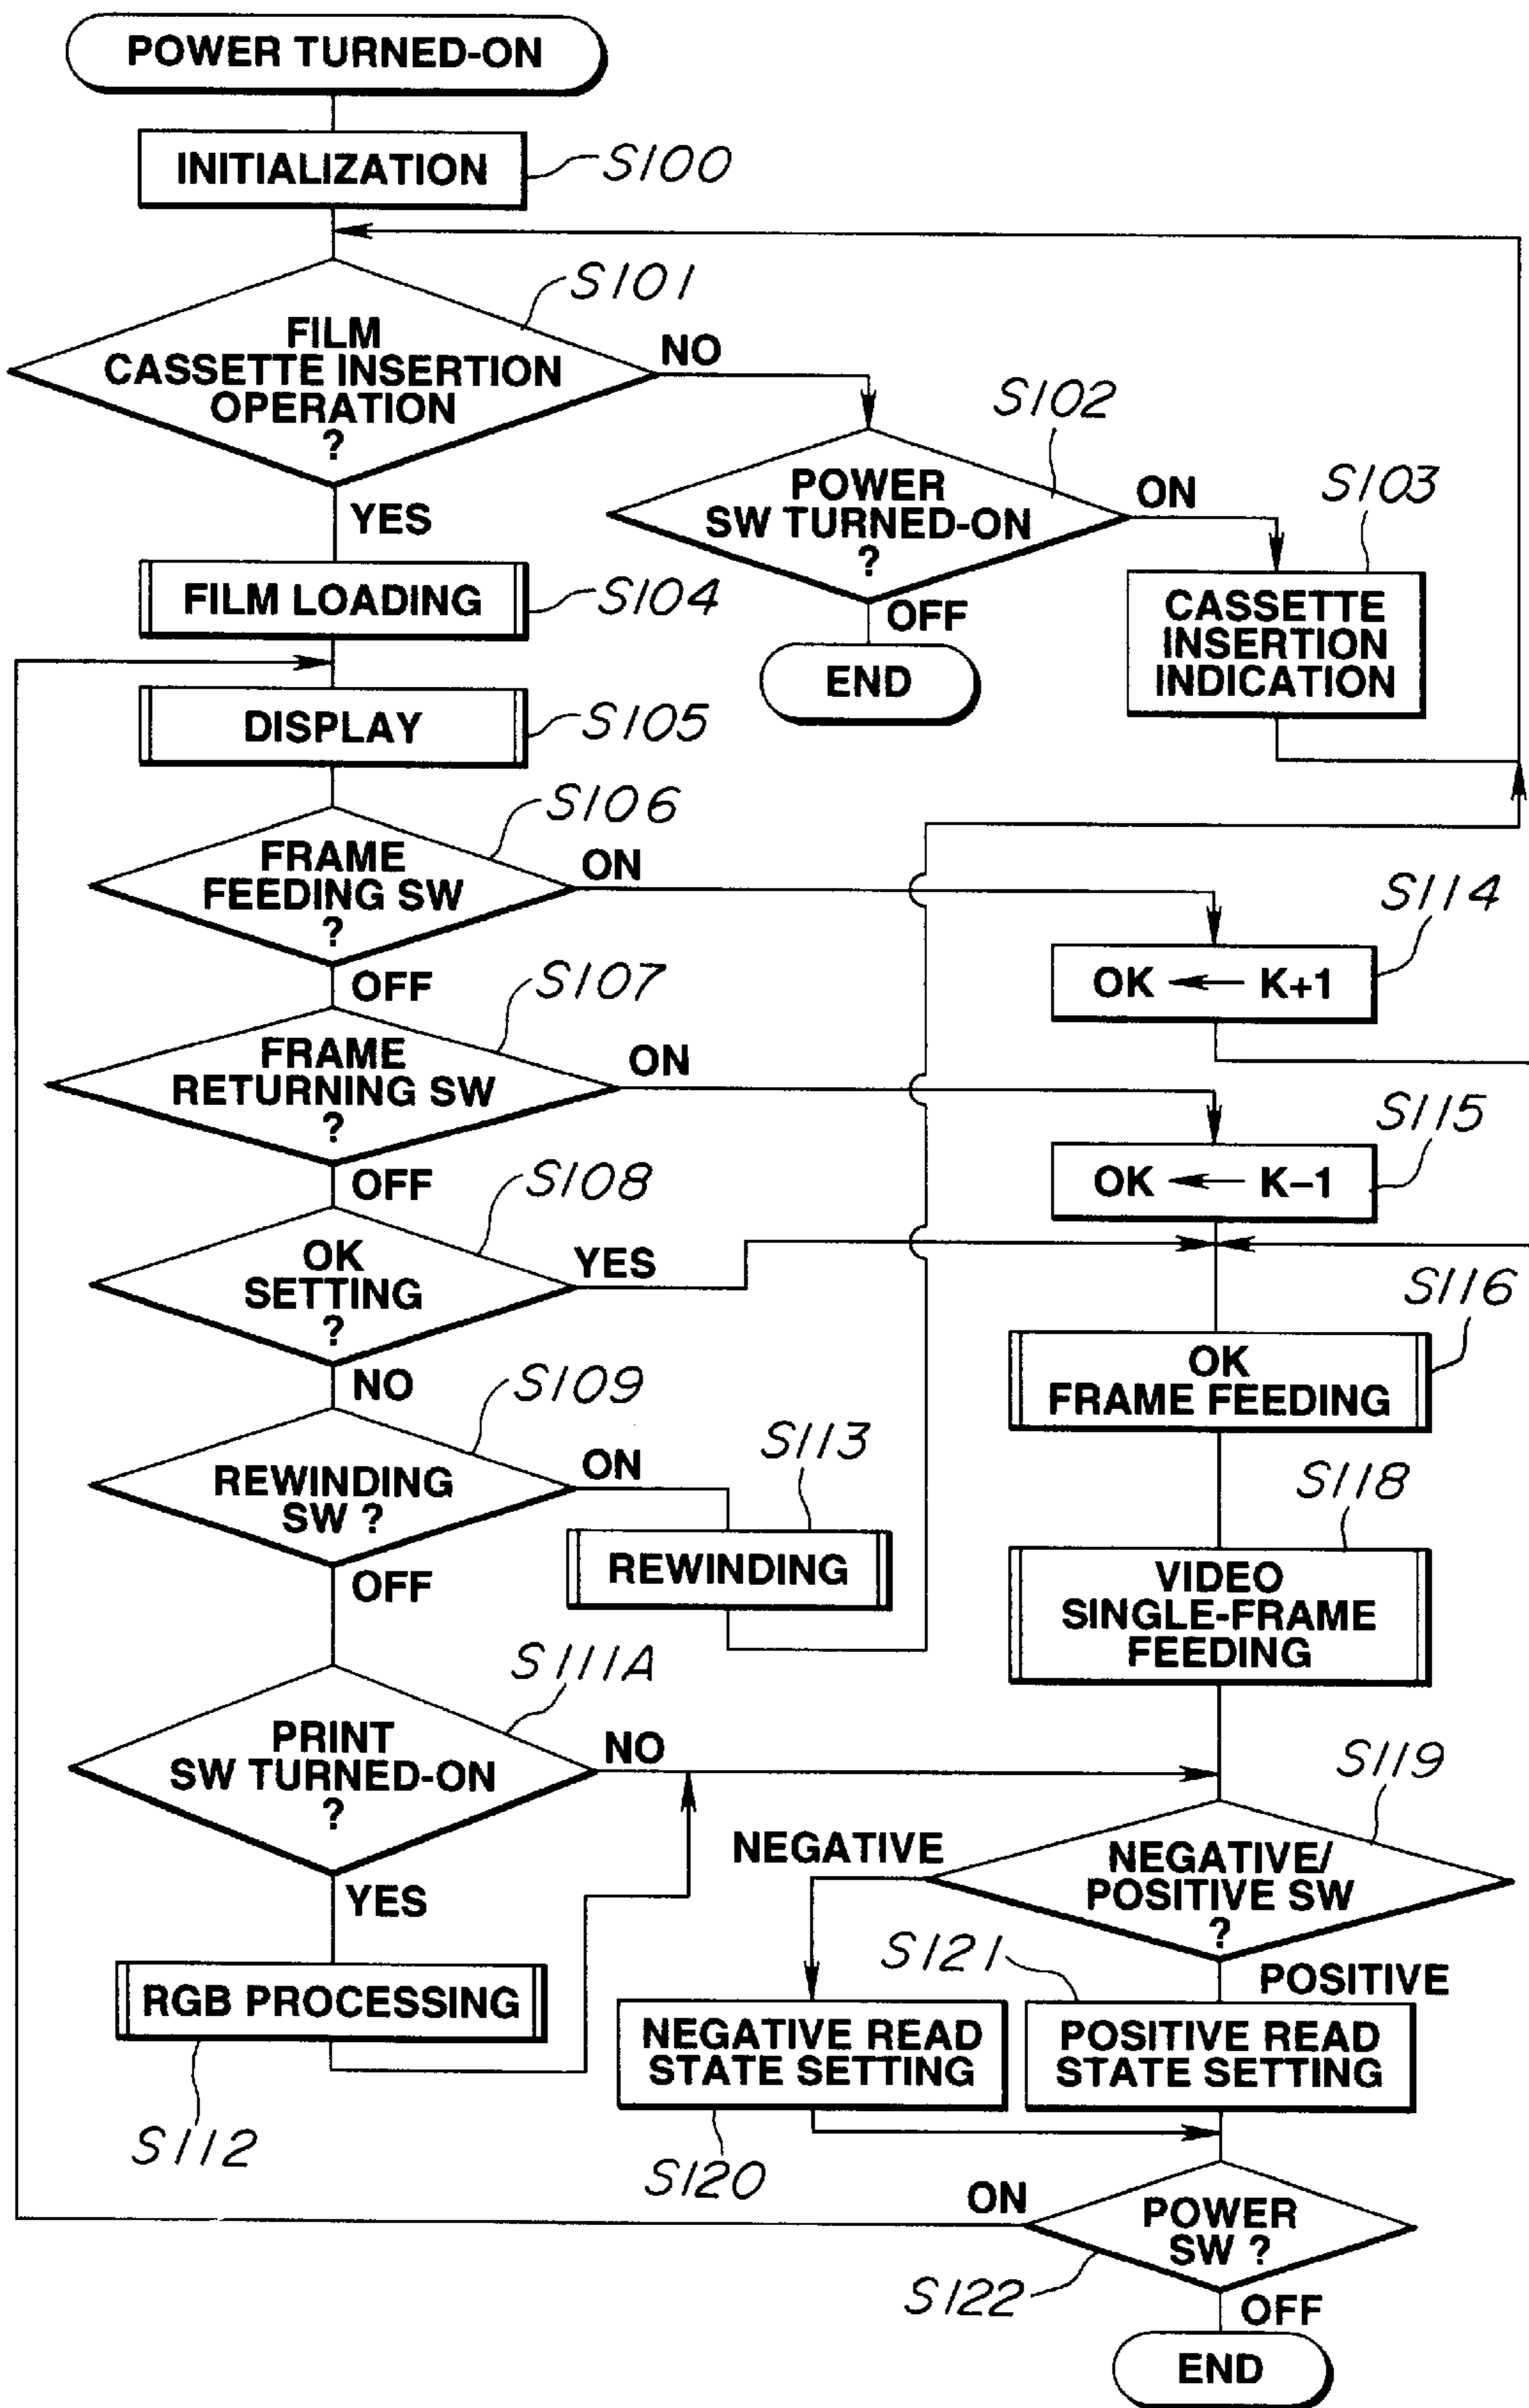 POWER TURNED-ON
INITIALIZATION
S100
S101
FILM
CASSETTE INSERTION
OPERATION
?
NO
YES
S102
POWER
SW TURNED-ON
?
ON
OFF
END
S103
CASSETTE
INSERTION
INDICATION
FILM LOADING
S104
DISPLAY
S105
S106
FRAME
FEEDING SW
?
ON
OFF
S114
OK ← K+1
S107
FRAME
RETURNING SW
?
ON
OFF
S115
OK ← K–1
S108
OK
SETTING
?
YES
NO
S116
OK
FRAME FEEDING
S109
REWINDING
SW ?
ON
OFF
S113
REWINDING
S118
VIDEO
SINGLE-FRAME
FEEDING
S111A
PRINT
SW TURNED-ON
?
NO
YES
S119
NEGATIVE/
POSITIVE SW
?
NEGATIVE
POSITIVE
RGB PROCESSING
S112
S121
NEGATIVE READ
STATE SETTING
POSITIVE READ
STATE SETTING
S120
ON
POWER
SW ?
S122
OFF
END